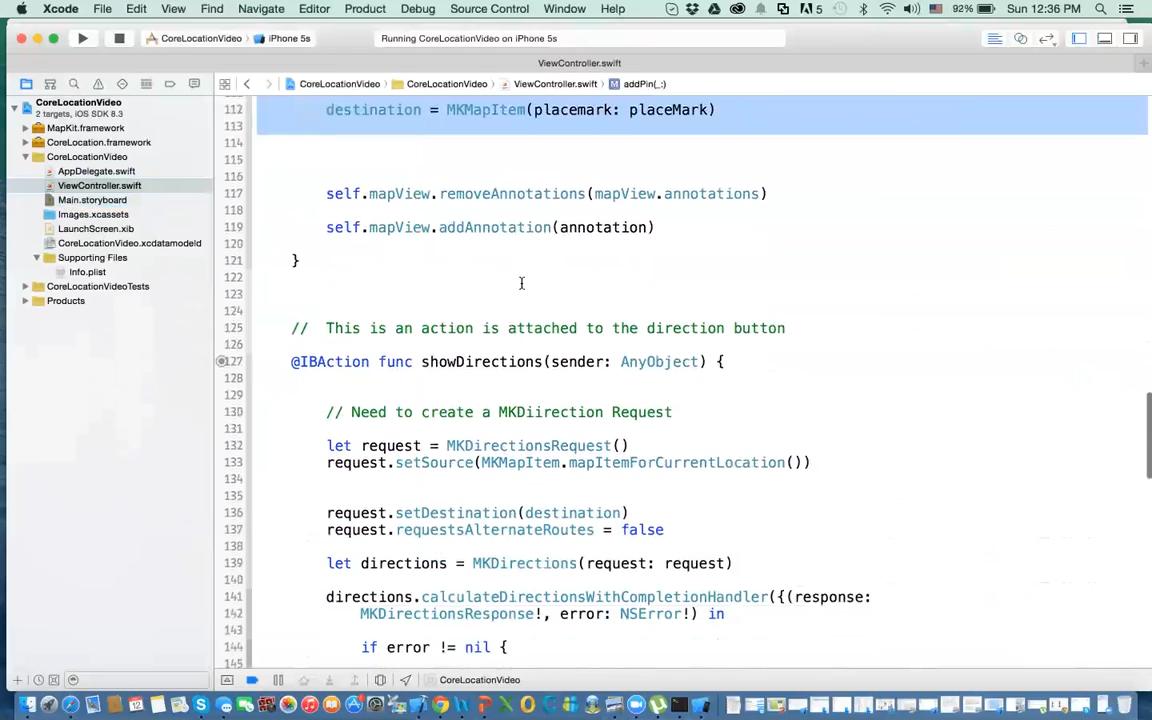 Xcode File Edit View Find Navigate Editor Product Debug Source Control Window Help 5 92% Sun 12:36 PM
CoreLocationVideo iPhone 5s Running CoreLocationVideo on iPhone 5s
ViewController.swift
CoreLocationVideo CoreLocationVideo ViewController.swift M addPin(_:)
CoreLocationVideo
2 targets, iOS SDK 8.3
MapKit.framework
CoreLocation.framework
CoreLocationVideo
AppDelegate.swift
ViewController.swift
Main.storyboard
Images.xcassets
LaunchScreen.xib
CoreLocationVideo.xcdatamodeld
Supporting Files
Info.plist
CoreLocationVideoTests
Products
112 destination = MKMapItem(placemark: placeMark)
113
114
115
116
117 self.mapView.removeAnnotations(mapView.annotations)
118
119 self.mapView.addAnnotation(annotation)
120
121 }
122
123
124
125 // This is an action is attached to the direction button
126
127 @IBAction func showDirections(sender: AnyObject) {
128
129
130 // Need to create a MKDiirection Request
131
132 let request = MKDirectionsRequest()
133 request.setSource(MKMapItem.mapItemForCurrentLocation())
134
135
136 request.setDestination(destination)
137 request.requestsAlternateRoutes = false
138
139 let directions = MKDirections(request: request)
140
141 directions.calculateDirectionsWithCompletionHandler({(response:
142 MKDirectionsResponse!, error: NSError!) in
143
144 if error != nil {
145
CoreLocationVideo